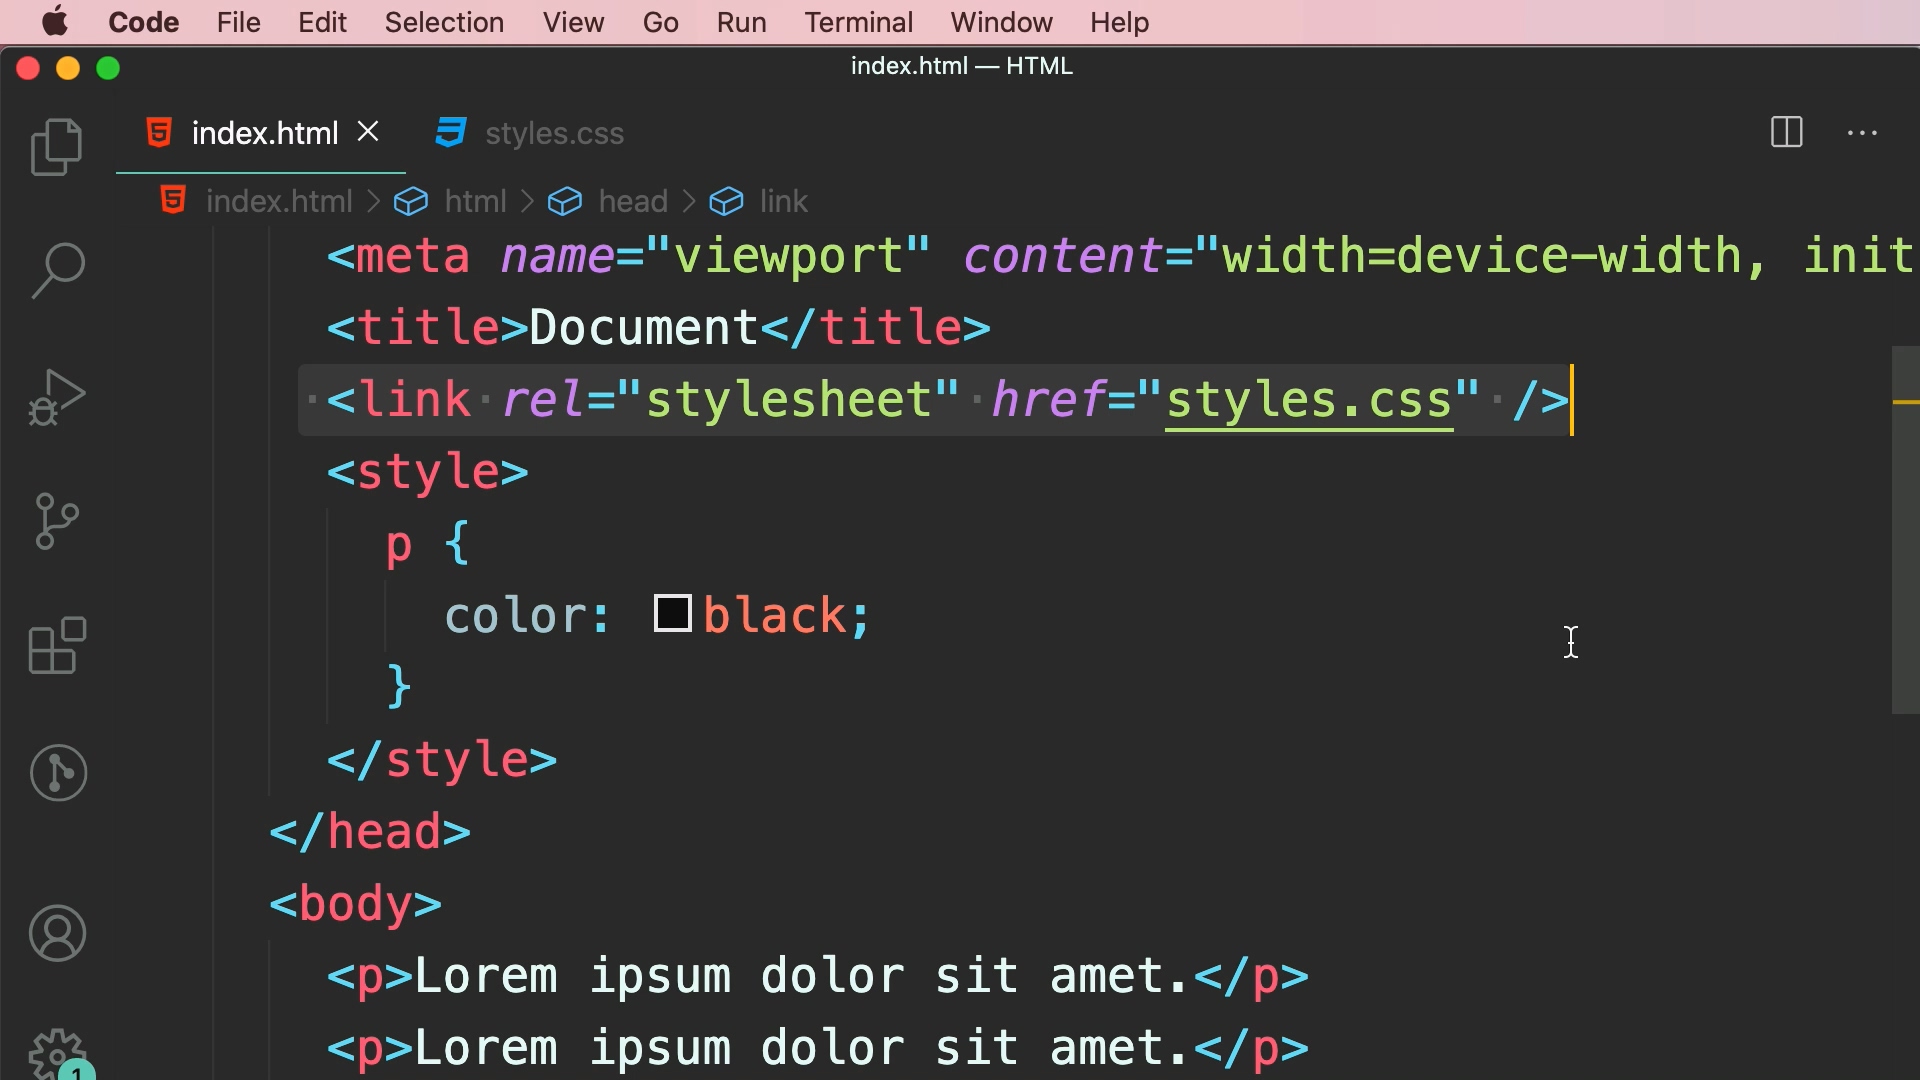 Code File Edit Selection View Go Run Terminal Window Help
index.html — HTML
index.html styles.css
index.html > html > head > link
<meta name="viewport" content="width=device-width, init
<title>Document</title>
<link rel="stylesheet" href="styles.css" />
<style>
p {
color: black;
}
</style>
</head>
<body>
<p>Lorem ipsum dolor sit amet.</p>
<p>Lorem ipsum dolor sit amet.</p>
1